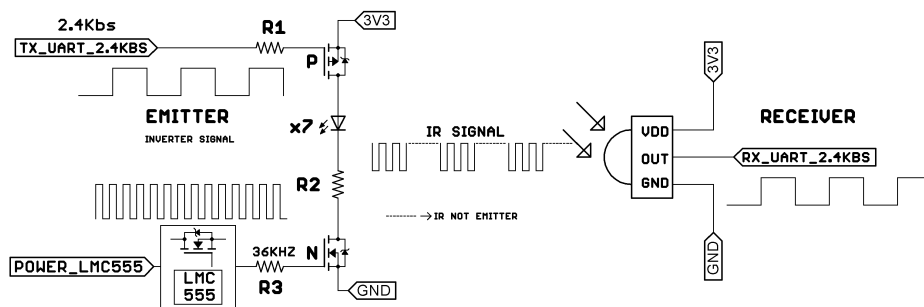 2.4Kbs
TX_UART_2.4KBS
R1
3V3
P
EMITTER
INVERTER SIGNAL
x7
R2
IR SIGNAL
IR NOT EMITTER
36KHZ
N
R3
GND
POWER_LMC555
LMC
555
3V3
VDD
OUT
GND
RECEIVER
RX_UART_2.4KBS
GND